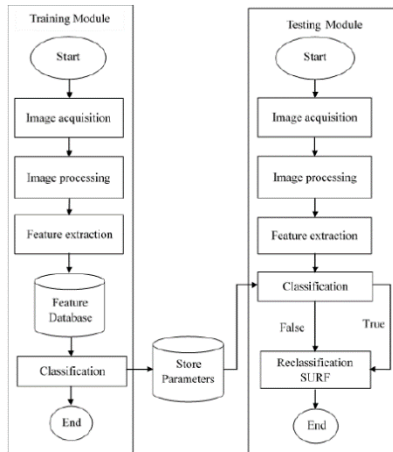 Training Module
Start
Image acquisition
Image processing
Feature extraction
Feature
Database
Classification
End
Store
Parameters
Testing Module
Start
Image acquisition
Image processing
Feature extraction
Classification
False
True
Reclassification
SURF
End